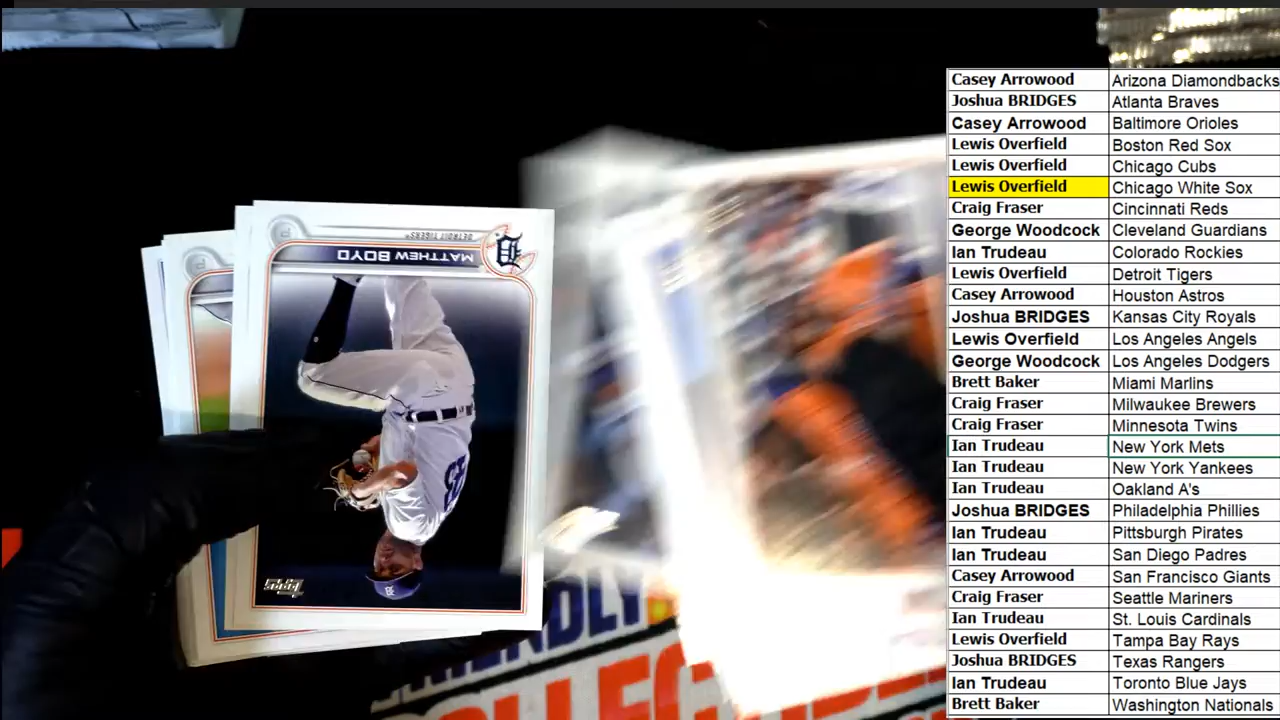 DETROIT TIGERS®
MATTHEW BOYD
Topps
ENDLY
COLLEC
Casey Arrowood Arizona Diamondbacks
Joshua BRIDGES Atlanta Braves
Casey Arrowood Baltimore Orioles
Lewis Overfield Boston Red Sox
Lewis Overfield Chicago Cubs
Lewis Overfield Chicago White Sox
Craig Fraser Cincinnati Reds
George Woodcock Cleveland Guardians
Ian Trudeau Colorado Rockies
Lewis Overfield Detroit Tigers
Casey Arrowood Houston Astros
Joshua BRIDGES Kansas City Royals
Lewis Overfield Los Angeles Angels
George Woodcock Los Angeles Dodgers
Brett Baker Miami Marlins
Craig Fraser Milwaukee Brewers
Craig Fraser Minnesota Twins
Ian Trudeau New York Mets
Ian Trudeau New York Yankees
Ian Trudeau Oakland A's
Joshua BRIDGES Philadelphia Phillies
Ian Trudeau Pittsburgh Pirates
Ian Trudeau San Diego Padres
Casey Arrowood San Francisco Giants
Craig Fraser Seattle Mariners
Ian Trudeau St. Louis Cardinals
Lewis Overfield Tampa Bay Rays
Joshua BRIDGES Texas Rangers
Ian Trudeau Toronto Blue Jays
Brett Baker Washington Nationals